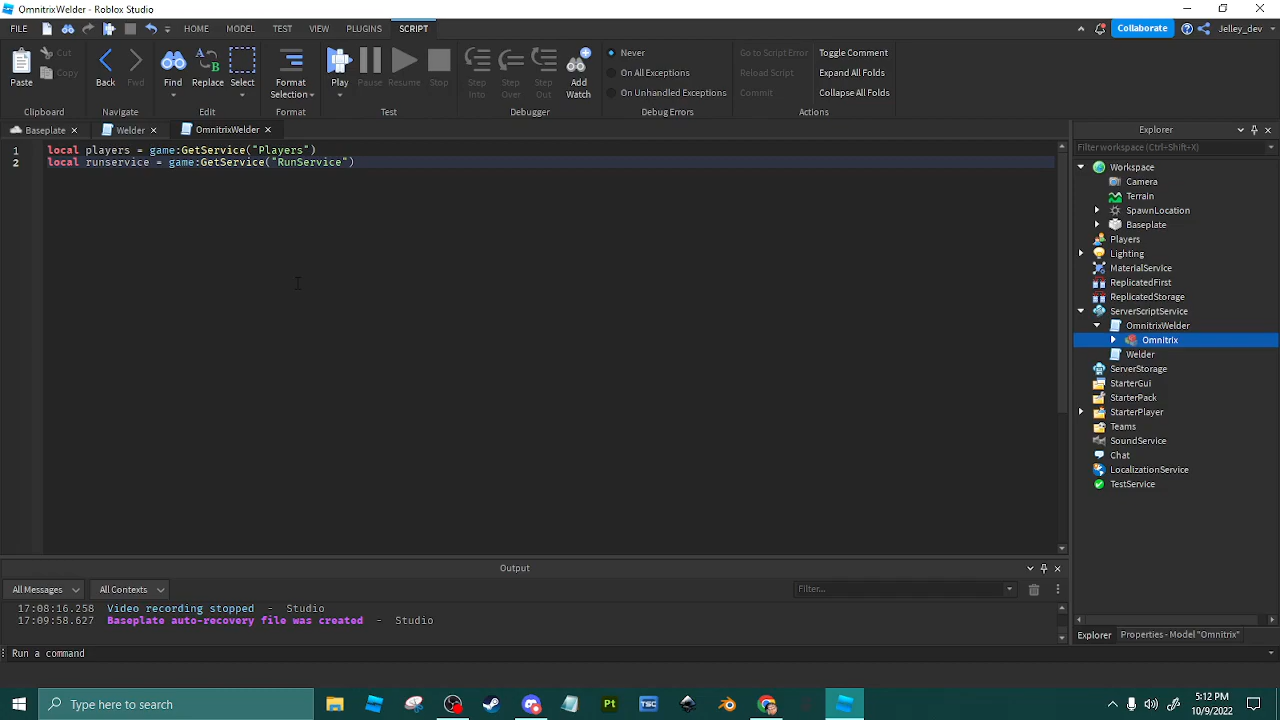 OmnitrixWelder - Roblox Studio
FILE HOME MODEL TEST VIEW PLUGINS SCRIPT Collaborate Jelley_dev
Cut
Copy
Paste
Back Fwd
Find Replace Select
Format
Selection
Play Pause Resume Stop
Step
Into
Step
Over
Step
Out
Add
Watch
Never
On All Exceptions
On Unhandled Exceptions
Go to Script Error
Reload Script
Commit
Toggle Comment
Expand All Folds
Collapse All Folds
Clipboard Navigate Edit Format Test Debugger Debug Errors Actions
Baseplate Welder OmnitrixWelder
1 local players = game:GetService("Players")
2 local runservice = game:GetService("RunService")
Explorer
Filter workspace (Ctrl+Shift+X)
Workspace
Camera
Terrain
SpawnLocation
Baseplate
Players
Lighting
MaterialService
ReplicatedFirst
ReplicatedStorage
ServerScriptService
OmnitrixWelder
Omnitrix
Welder
ServerStorage
StarterGui
StarterPack
StarterPlayer
Teams
SoundService
Chat
LocalizationService
TestService
Explorer Properties - Model "Omnitrix"
Output
All Messages All Contexts Filter...
17:08:16.258 Video recording stopped - Studio
17:09:58.627 Baseplate auto-recovery file was created - Studio
Run a command
Type here to search
Pt
TSC
5:12 PM
10/9/2022